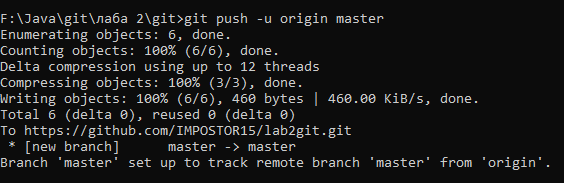 F:\Java\git\лаба 2\git>git push -u origin master
Enumerating objects: 6, done.
Counting objects: 100% (6/6), done.
Delta compression using up to 12 threads
Compressing objects: 100% (3/3), done.
Writing objects: 100% (6/6), 460 bytes | 460.00 KiB/s, done.
Total 6 (delta 0), reused 0 (delta 0)
To https://github.com/IMPOSTOR15/lab2git.git
 * [new branch]      master -> master
Branch 'master' set up to track remote branch 'master' from 'origin'.